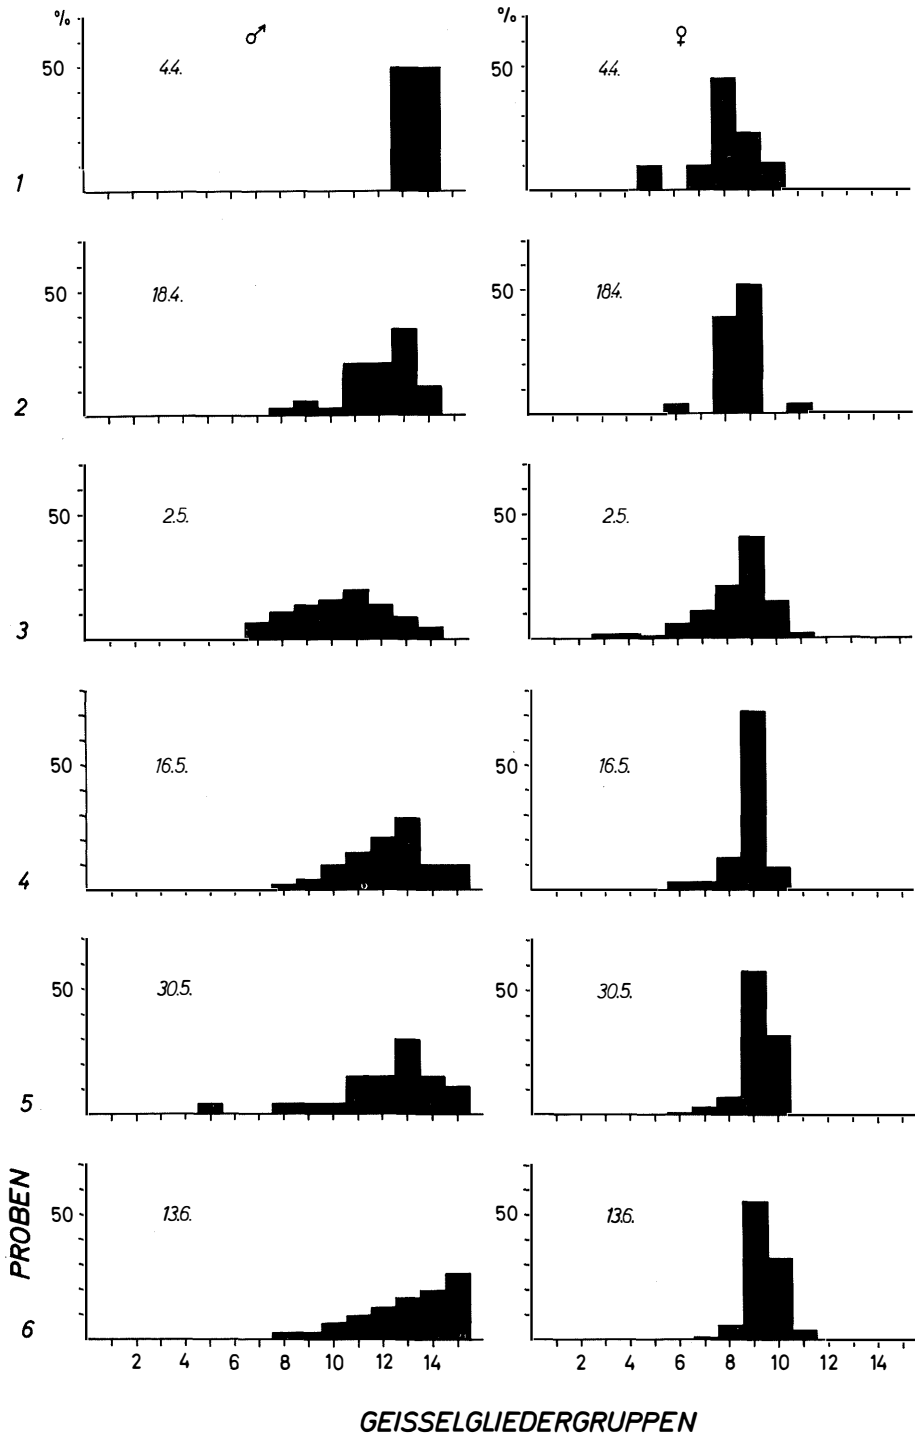 % ♂ % ♀
50 4.4. 50 4.4.
1
50 18.4. 50 18.4.
2
50 2.5. 50 2.5.
3
50 16.5. 50 16.5.
4
50 30.5. 50 30.5.
5
50 13.6. 50 13.6.
6
PROBEN
2 4 6 8 10 12 14 2 4 6 8 10 12 14
GEISSELGLIEDERGRUPPEN